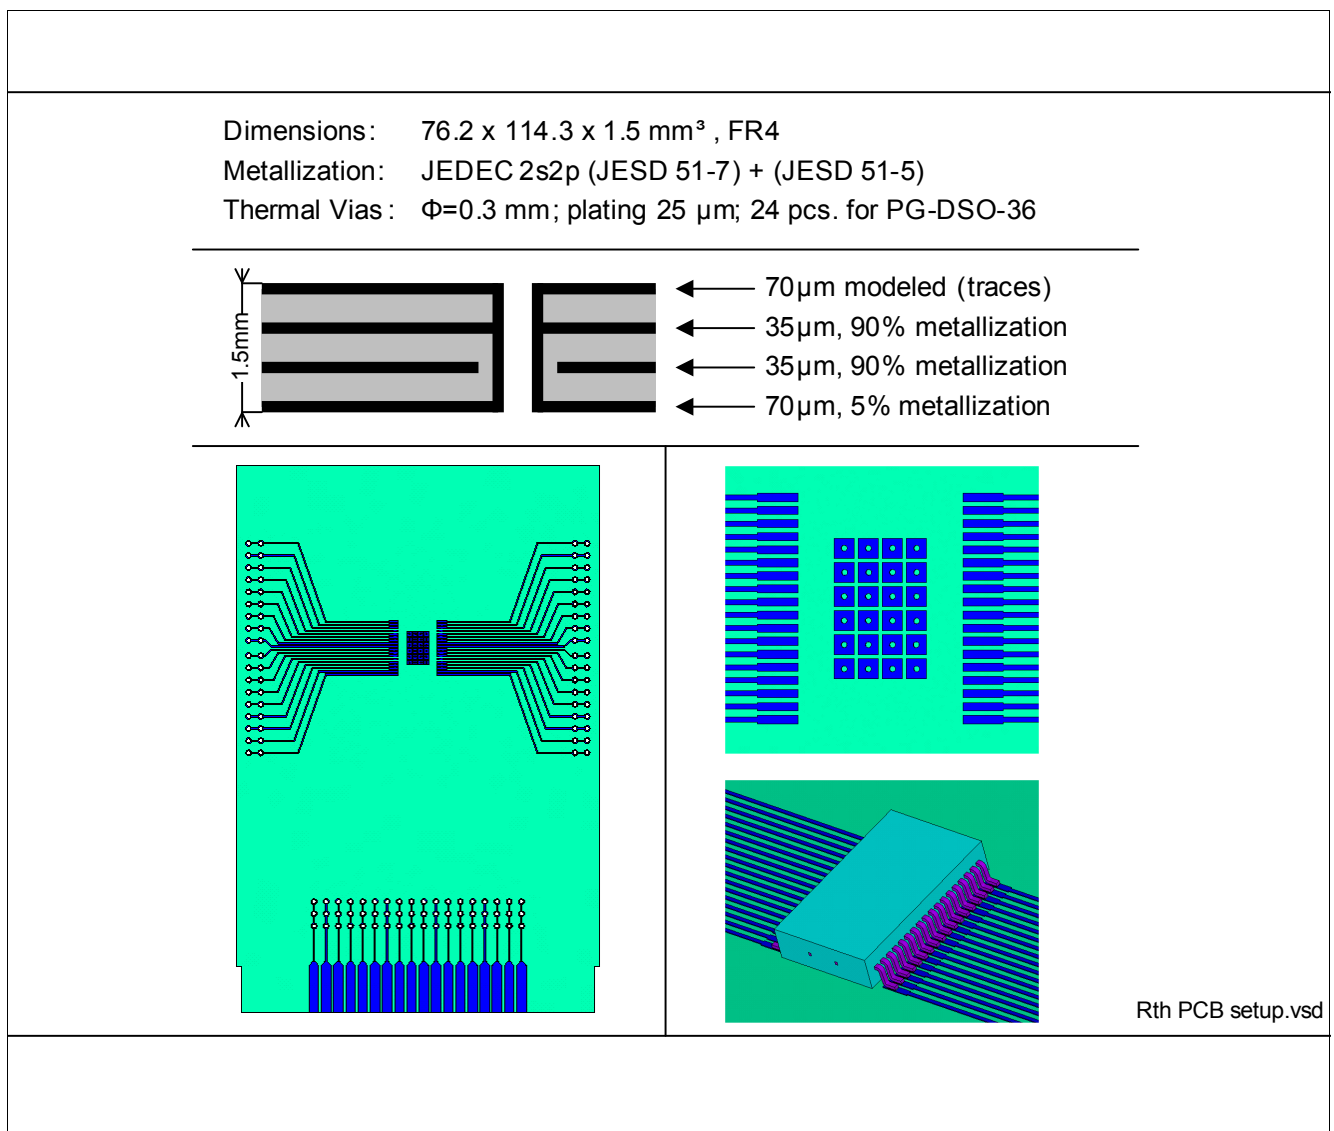 Dimensions: 76.2 x 114.3 x 1.5 mm³ , FR4
Metallization: JEDEC 2s2p (JESD 51-7) + (JESD 51-5)
Thermal Vias : Φ=0.3 mm; plating 25 µm; 24 pcs. for PG-DSO-36
1.5mm
70µm modeled (traces)
35µm, 90% metallization
35µm, 90% metallization
70µm, 5% metallization
Rth PCB setup.vsd